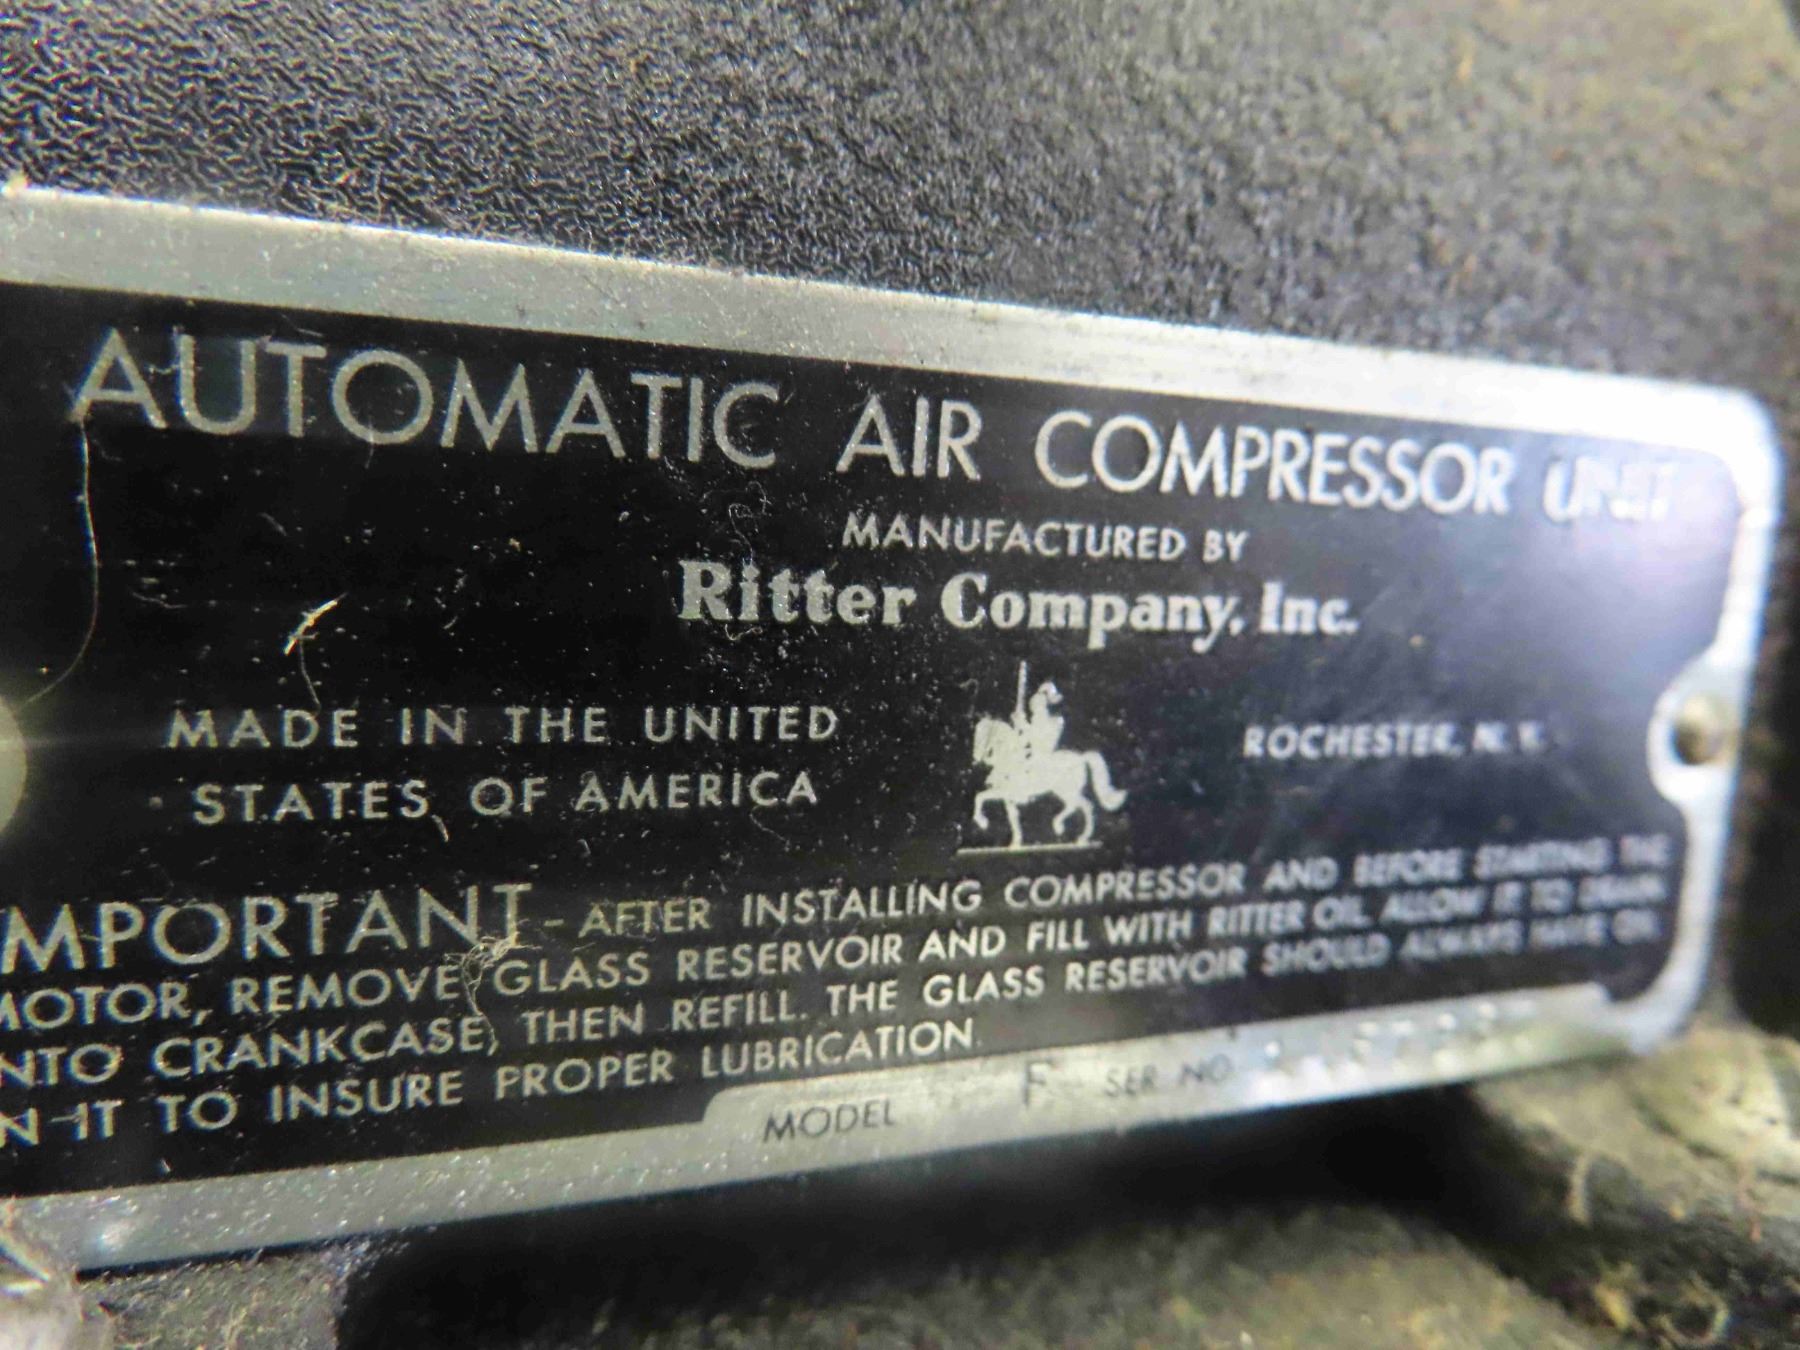 AUTOMATIC AIR COMPRESSOR UNIT
MANUFACTURED BY
Ritter Company, Inc.
MADE IN THE UNITED
STATES OF AMERICA
ROCHESTER, N. Y.
MPORTANT - AFTER INSTALLING COMPRESSOR AND BEFORE STARTING THE
MOTOR, REMOVE GLASS RESERVOIR AND FILL WITH RITTER OIL. ALLOW IT TO DRAIN
NTO CRANKCASE, THEN REFILL. THE GLASS RESERVOIR SHOULD ALWAYS HAVE OIL
N IT TO INSURE PROPER LUBRICATION.
MODEL F SER NO